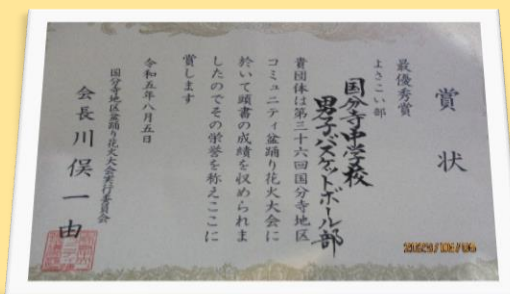 賞状
最優秀賞
よさこい部
国分寺中学校
男子バスケットボール部
貴団体は第三十六回国分寺地区
コミュニティ盆踊り花火大会に
於いて頭書の成績を収められま
したのでその栄誉を称えここに
賞します
令和五年八月五日
国分寺地区盆踊り花火大会実行委員会
会長川俣一由